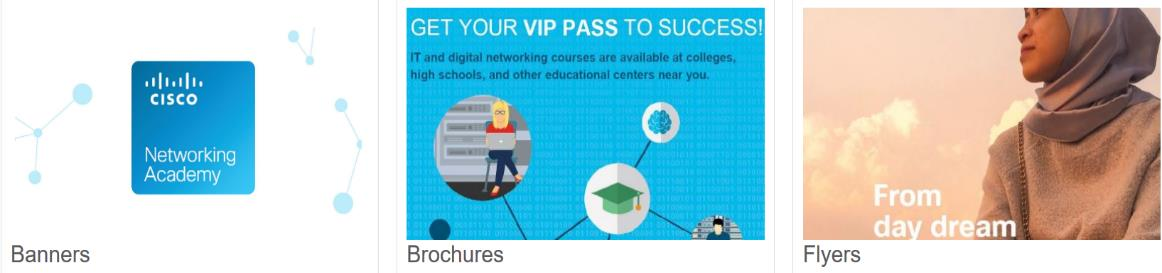 CISCO
Networking
Academy
Banners
GET YOUR VIP PASS TO SUCCESS!
IT and digital networking courses are available at colleges,
high schools, and other educational centers near you.
Brochures
From
day dream
Flyers